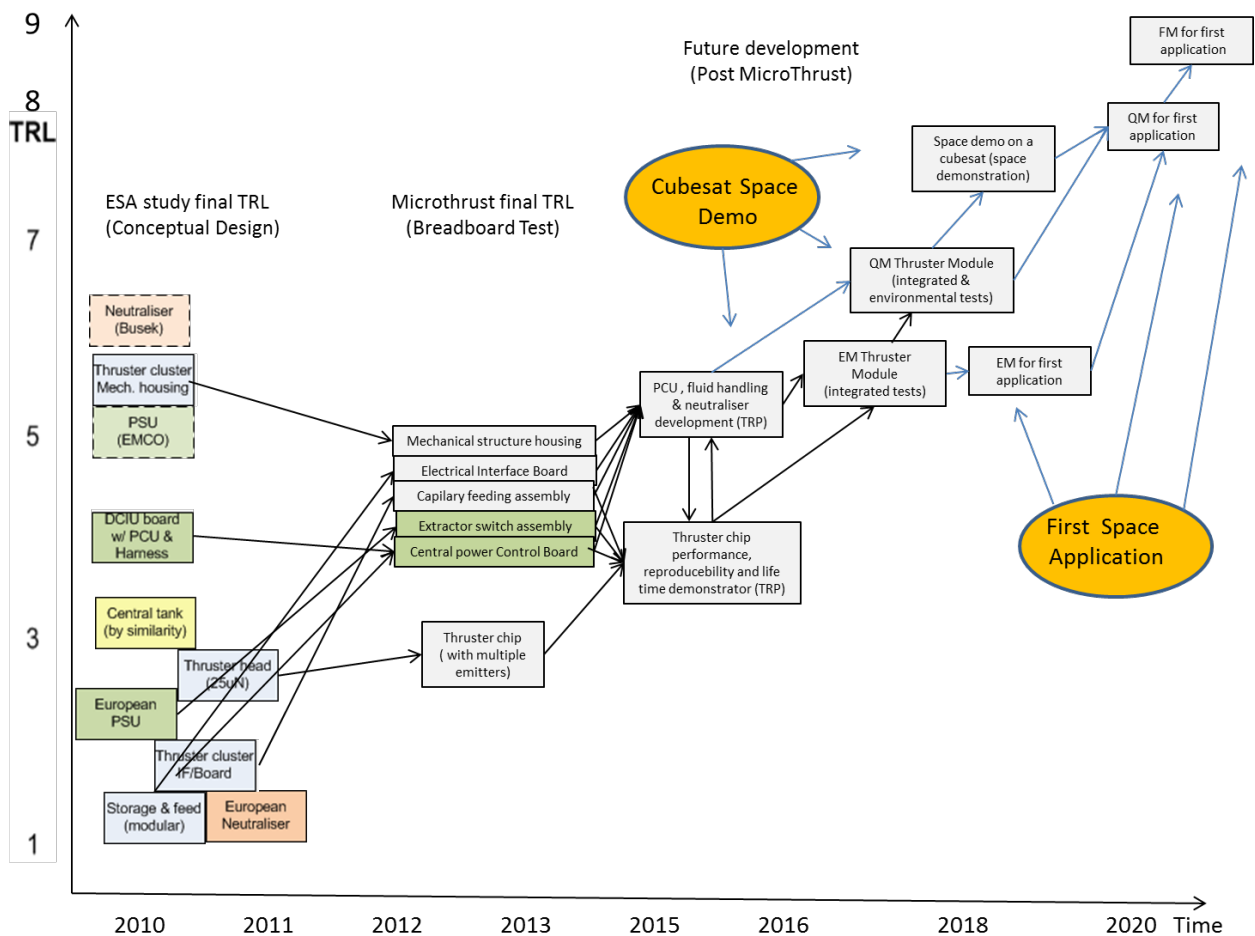 9
8
TRL
7
5
3
1
Future development
(Post MicroThrust)
FM for first
application
QM for first
application
Space demo on a
cubesat (space
demonstration)
Cubesat Space
Demo
ESA study final TRL
(Conceptual Design)
Microthrust final TRL
(Breadboard Test)
QM Thruster Module
(integrated &
environmental tests)
Neutraliser
(Busek)
Thruster cluster
Mech. housing
PSU
(EMCO)
EM Thruster
Module
(integrated tests)
EM for first
application
PCU , fluid handling
& neutraliser
development (TRP)
Mechanical structure housing
Electrical Interface Board
Capilary feeding assembly
Extractor switch assembly
Central power Control Board
DCIU board
w/ PCU &
Harness
Thruster chip
performance,
reproducebility and life
time demonstrator (TRP)
First Space
Application
Central tank
(by similarity)
Thruster head
(25uN)
Thruster chip
( with multiple
emitters)
European
PSU
Thruster cluster
IF/Board
Storage & feed
(modular)
European
Neutraliser
2010 2011 2012 2013 2015 2016 2018 2020 Time